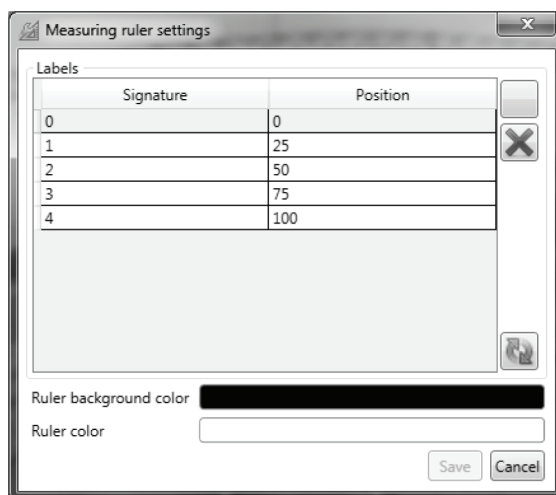 Measuring ruler settings
Labels
Signature Position
0 0
1 25
2 50
3 75
4 100
Ruler background color
Ruler color
Save Cancel